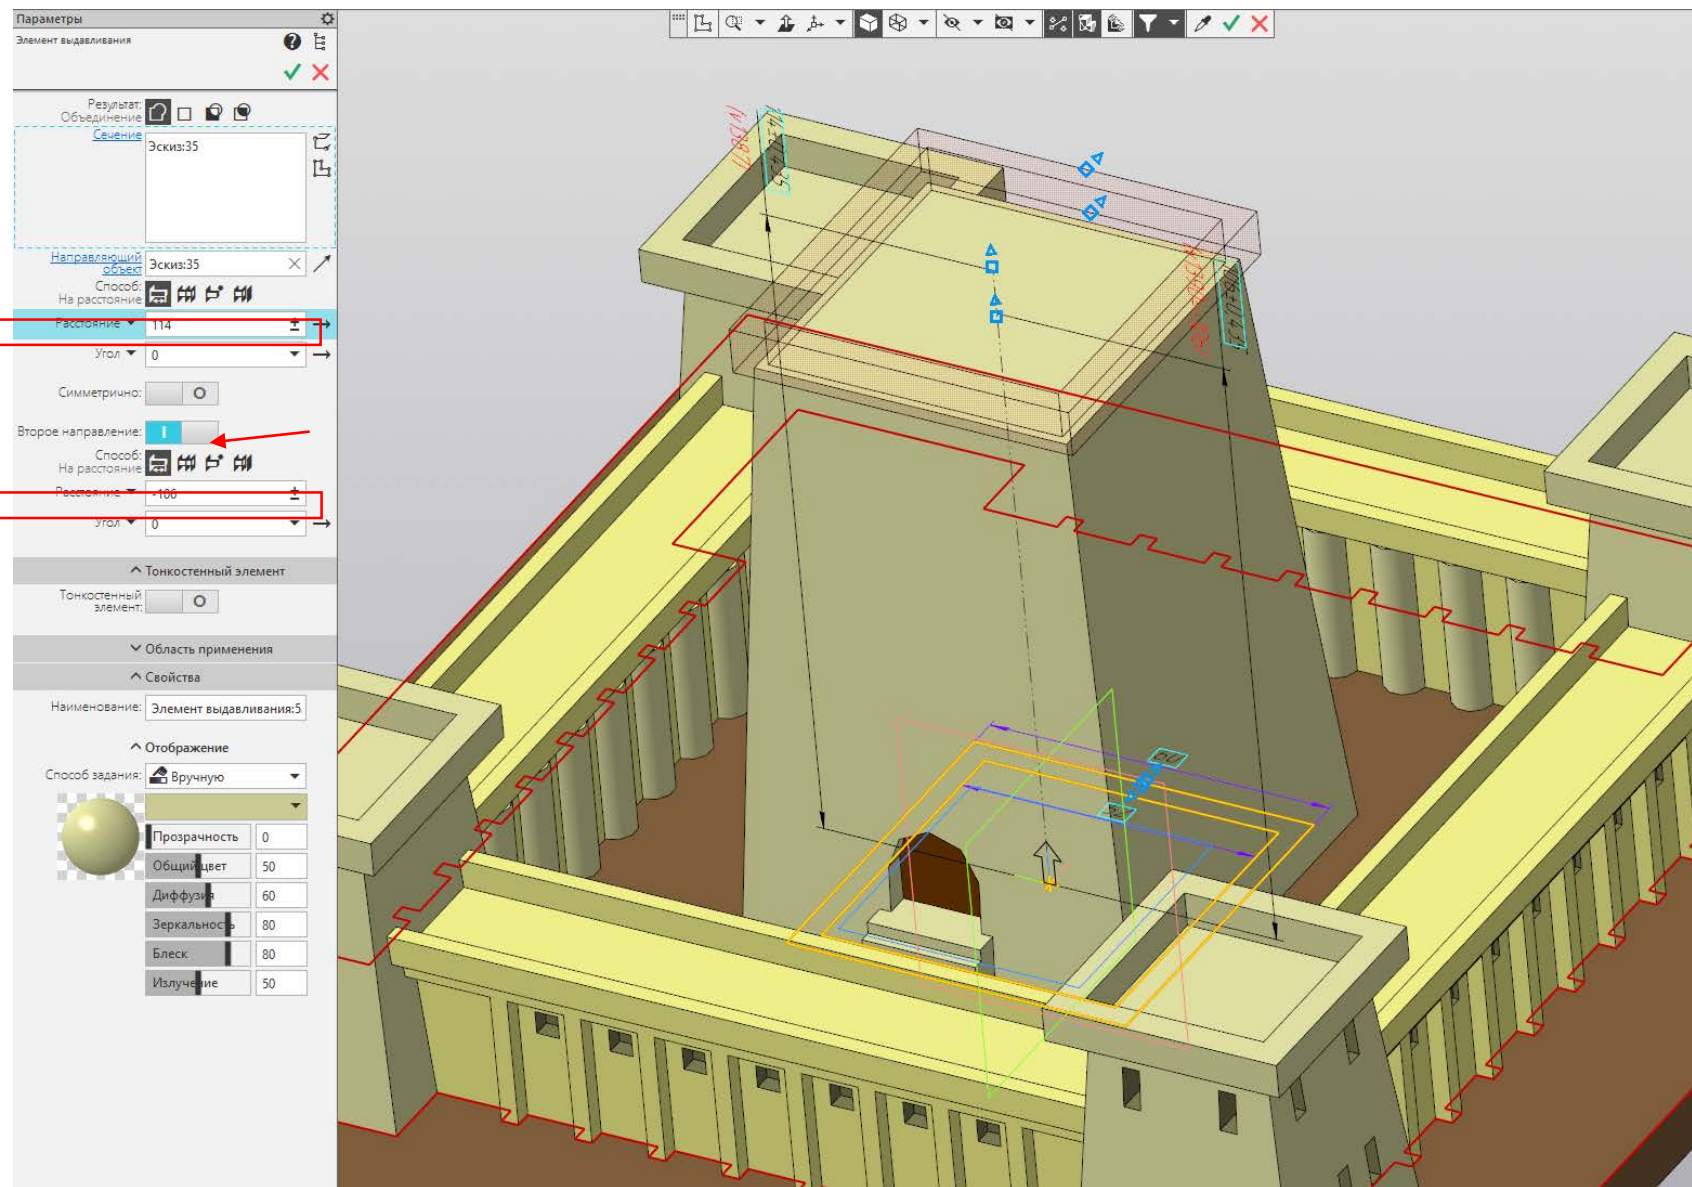 Параметры
Элемент выдавливания
Результат:
Объединение
Сечение
Эскиз:35
Направляющий
объект
Эскиз:35
Способ:
На расстояние
Расстояние
114
Угол
0
Симметрично:
Второе направление:
Способ:
На расстояние
Расстояние
-106
Угол
0
Тонкостенный элемент
Тонкостенный
элемент:
Область применения
Свойства
Наименование:
Элемент выдавливания:5
Отображение
Способ задания:
Вручную
Прозрачность
0
Общий цвет
50
Диффузия
60
Зеркальность
80
Блеск
80
Излучение
50